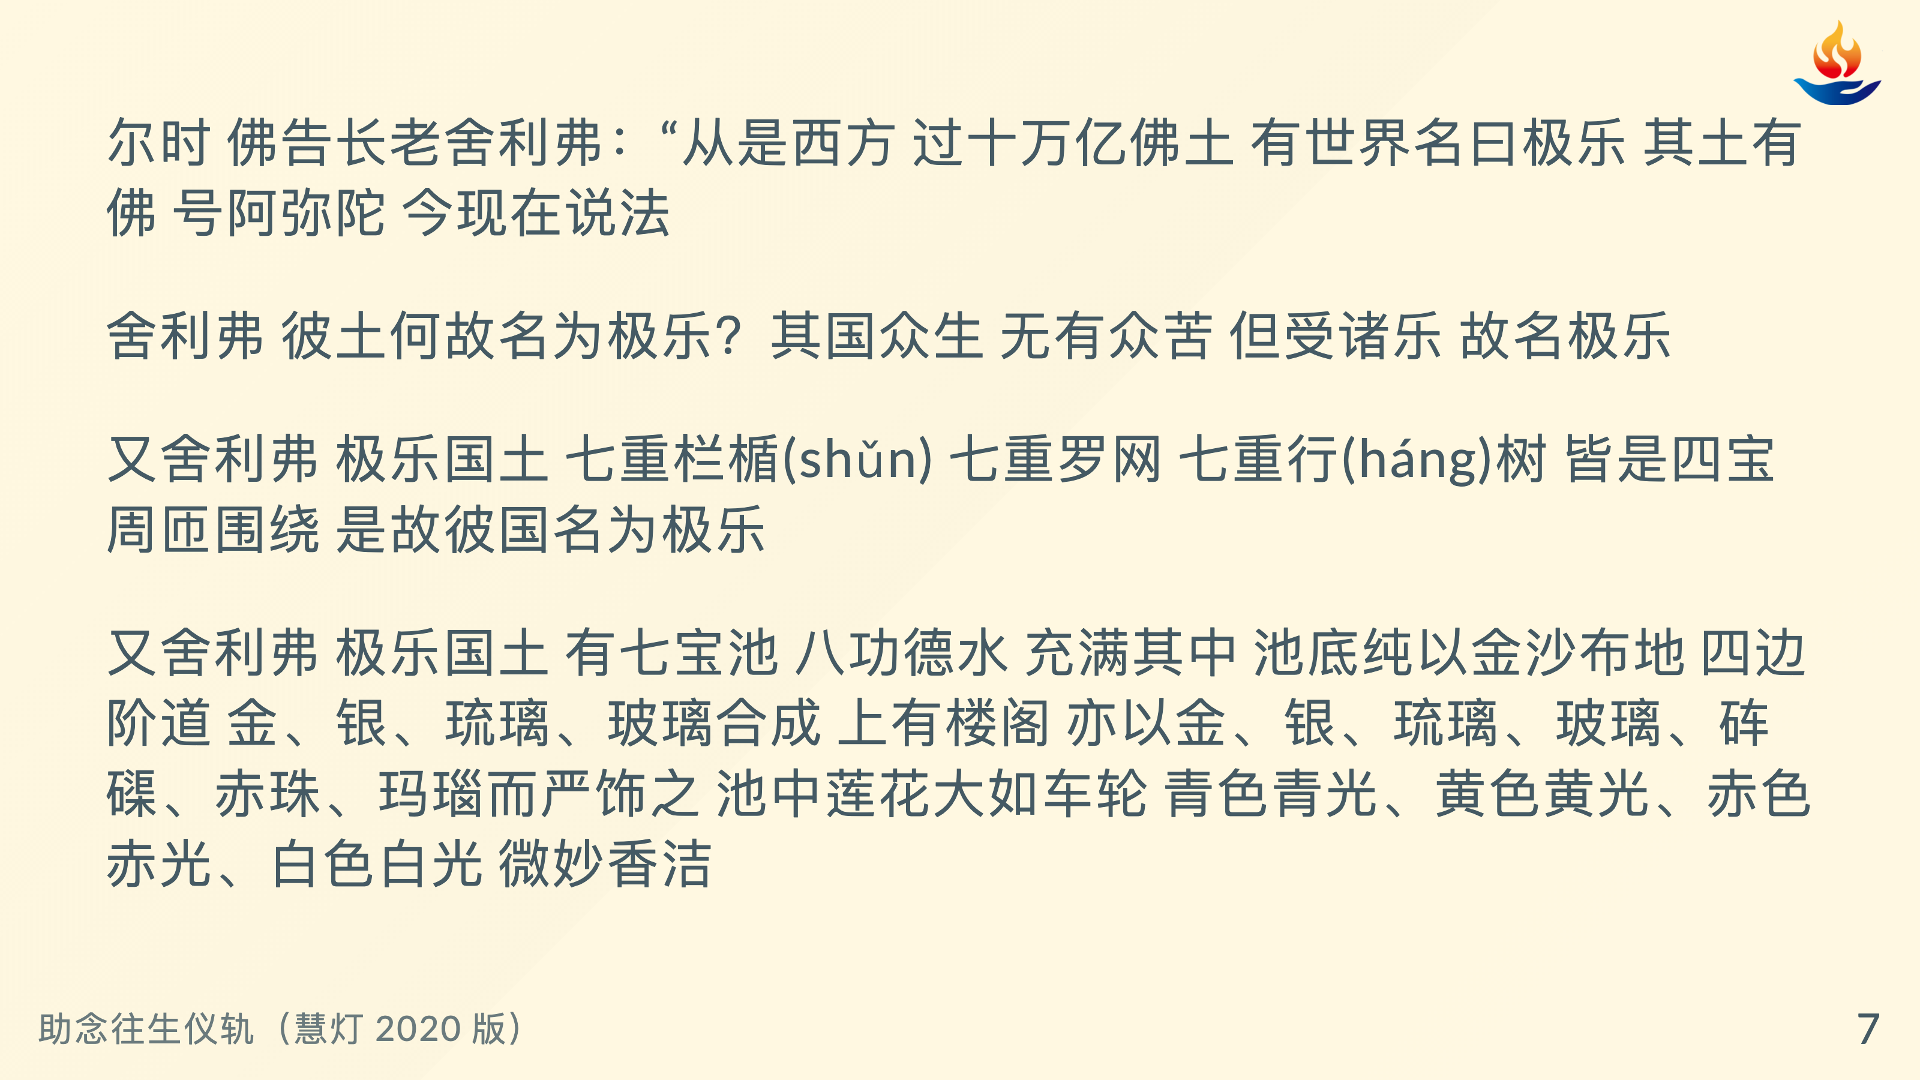 尔时 佛告长老舍利弗：“从是西方 过十万亿佛土 有世界名曰极乐 其土有
佛 号阿弥陀 今现在说法
舍利弗 彼土何故名为极乐？其国众生 无有众苦 但受诸乐 故名极乐
又舍利弗 极乐国土 七重栏楯(shǔn) 七重罗网 七重行(háng)树 皆是四宝
周匝围绕 是故彼国名为极乐
又舍利弗 极乐国土 有七宝池 八功德水 充满其中 池底纯以金沙布地 四边
阶道 金、银、琉璃、玻璃合成 上有楼阁 亦以金、银、琉璃、玻璃、砗
磲、赤珠、玛瑙而严饰之 池中莲花大如车轮 青色青光、黄色黄光、赤色
赤光、白色白光 微妙香洁
助念往生仪轨（慧灯 2020 版）
7